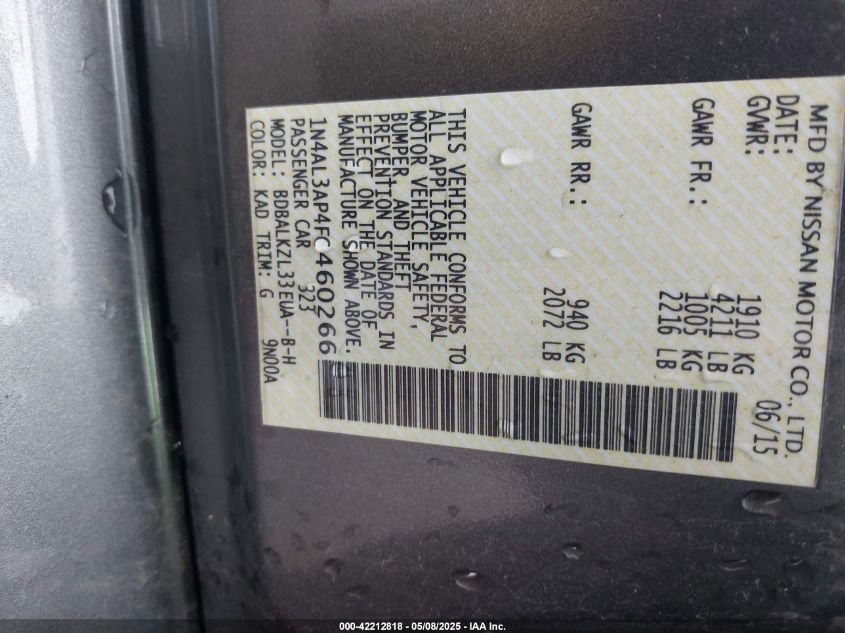 MFD BY NISSAN MOTOR CO., LTD.
DATE: 06/15
GVWR: 1910 KG
4211 LB
GAWR FR.: 1005 KG
2216 LB
GAWR RR.: 940 KG
2072 LB
THIS VEHICLE CONFORMS TO
ALL APPLICABLE FEDERAL
MOTOR VEHICLE SAFETY,
BUMPER, AND THEFT
PREVENTION STANDARDS IN
EFFECT ON THE DATE OF
MANUFACTURE SHOWN ABOVE.
1N4AL3AP4FC460266
PASSENGER CAR 323
MODEL: BDBALKZL33EUA--B-H
COLOR: KAD TRIM: G 9N00A
000-42212818 - 05/08/2025 - IAA Inc.